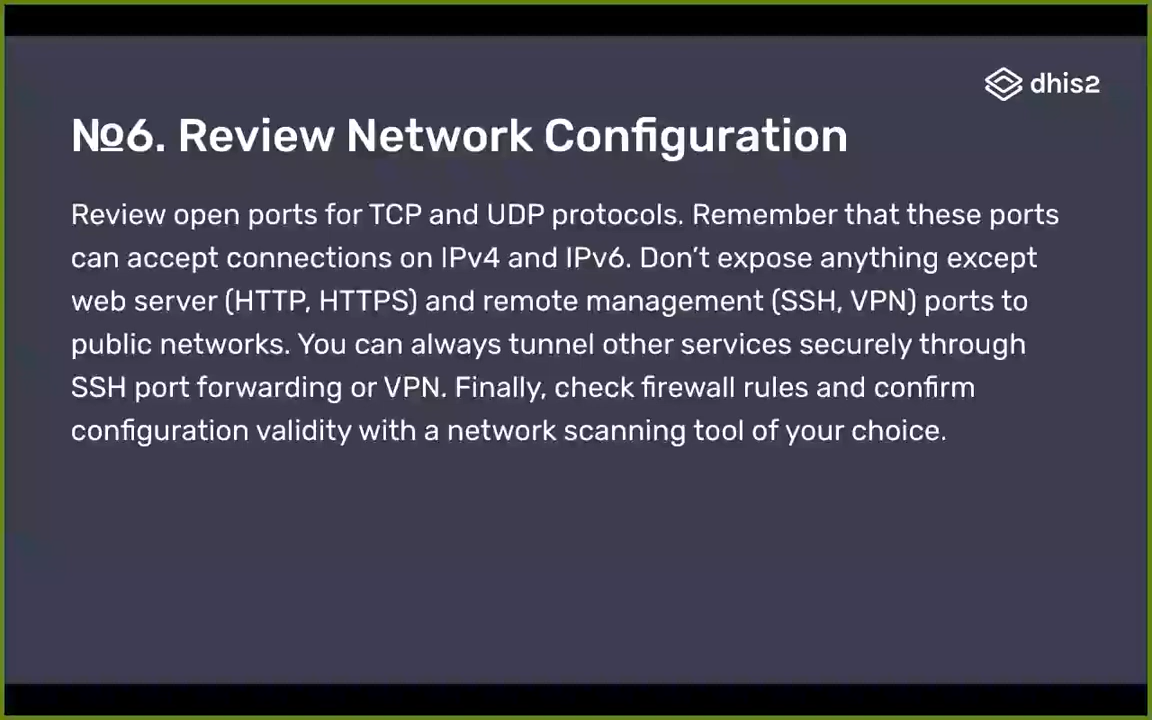 dhis2
№6. Review Network Configuration
Review open ports for TCP and UDP protocols. Remember that these ports
can accept connections on IPv4 and IPv6. Don’t expose anything except
web server (HTTP, HTTPS) and remote management (SSH, VPN) ports to
public networks. You can always tunnel other services securely through
SSH port forwarding or VPN. Finally, check firewall rules and confirm
configuration validity with a network scanning tool of your choice.